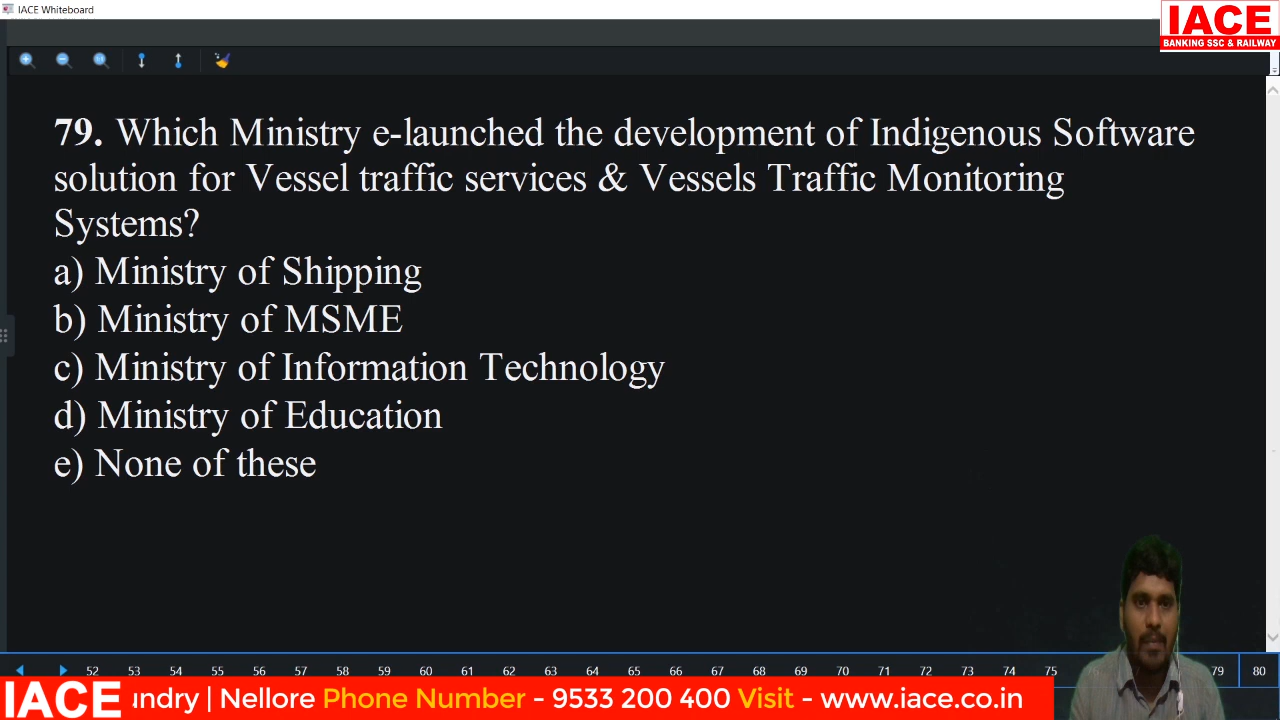 IACE Whiteboard
IACE
BANKING SSC & RAILWAY
79. Which Ministry e-launched the development of Indigenous Software
solution for Vessel traffic services & Vessels Traffic Monitoring
Systems?
a) Ministry of Shipping
b) Ministry of MSME
c) Ministry of Information Technology
d) Ministry of Education
e) None of these
52 53 54 55 56 57 58 59 60 61 62 63 64 65 66 67 68 69 70 71 72 73 74 75 79 80
IACE
| Nellore Phone Number - 9533 200 400 Visit - www.iace.co.in